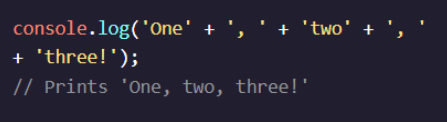 console.log('One' + ', ' + 'two' + ', '
+ 'three!');
// Prints 'One, two, three!'